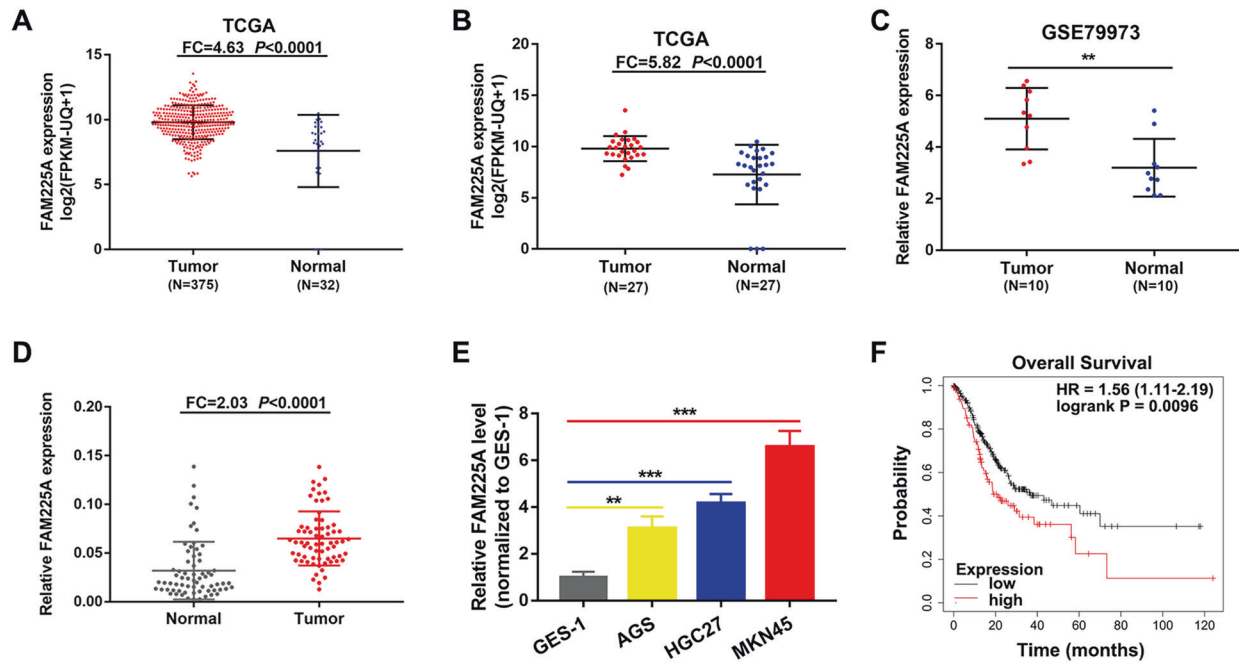 A
TCGA
FC=4.63 P<0.0001
FAM225A expression
log2(FPKM-UQ+1)
15
10
5
0
Tumor
(N=375)
Normal
(N=32)
B
TCGA
FC=5.82 P<0.0001
FAM225A expression
log2(FPKM-UQ+1)
20
15
10
5
0
Tumor
(N=27)
Normal
(N=27)
C
GSE79973
**
Relative FAM225A expression
8
6
4
2
0
Tumor
(N=10)
Normal
(N=10)
D
FC=2.03 P<0.0001
Relative FAM225A expression
0.20
0.15
0.10
0.05
0.00
Normal
Tumor
E
Relative FAM225A level
(normalized to GES-1)
8
6
4
2
0
***
***
**
GES-1
AGS
HGC27
MKN45
F
Overall Survival
HR = 1.56 (1.11-2.19)
logrank P = 0.0096
Probability
1.0
0.8
0.6
0.4
0.2
0.0
Expression
low
high
0 20 40 60 80 100 120
Time (months)